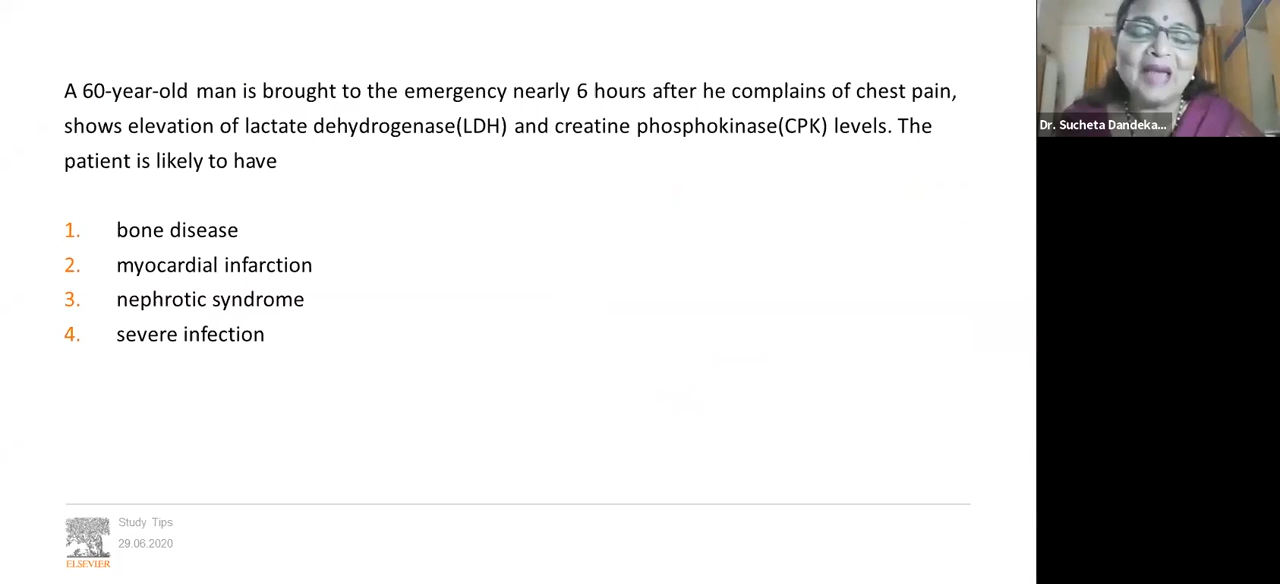 A 60-year-old man is brought to the emergency nearly 6 hours after he complains of chest pain,
shows elevation of lactate dehydrogenase(LDH) and creatine phosphokinase(CPK) levels. The
patient is likely to have
1. bone disease
2. myocardial infarction
3. nephrotic syndrome
4. severe infection
Study Tips
29.06.2020
ELSEVIER
Dr. Sucheta Dandeka...